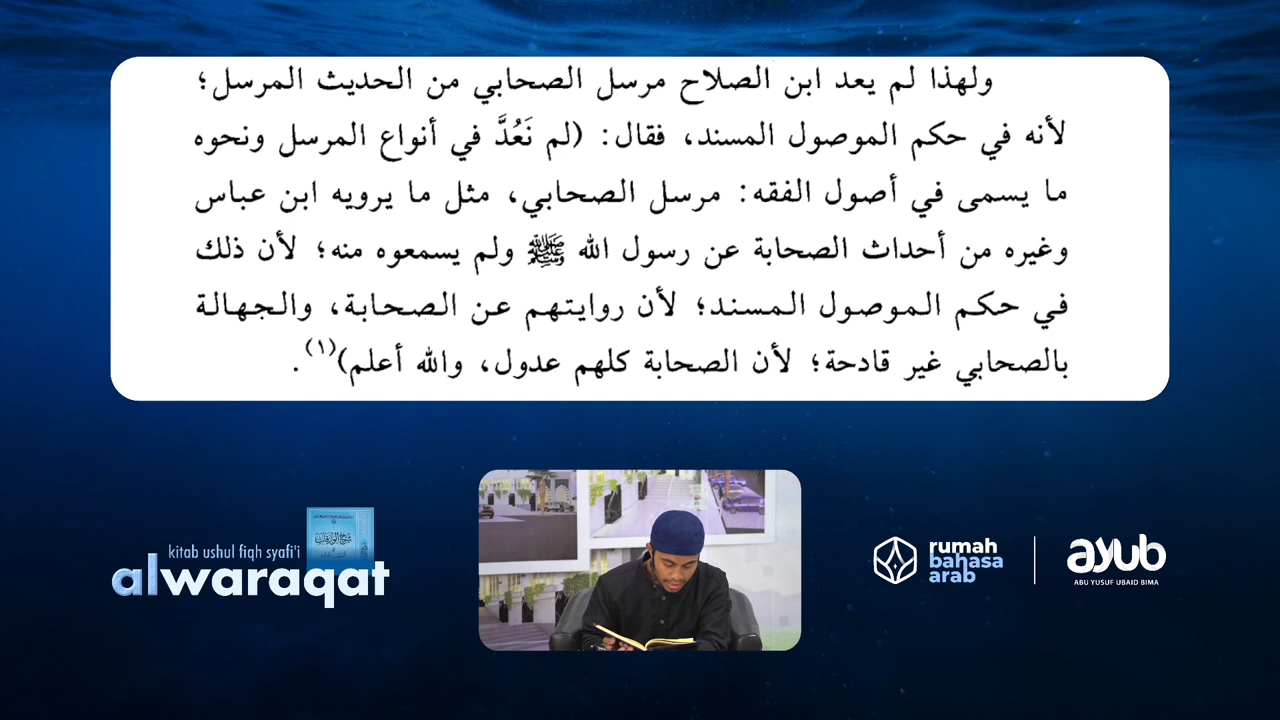 ولهذا لم يعد ابن الصلاح مرسل الصحابي من الحديث المرسل؛
لأنه في حكم الموصول المسند، فقال: (لم نَعُدَّ في أنواع المرسل ونحوه
ما يسمى في أصول الفقه: مرسل الصحابي، مثل ما يرويه ابن عباس
وغيره من أحداث الصحابة عن رسول الله ﷺ ولم يسمعوه منه؛ لأن ذلك
في حكم الموصول المسند؛ لأن روايتهم عن الصحابة، والجهالة
بالصحابي غير قادحة؛ لأن الصحابة كلهم عدول، والله أعلم)(١).
kitab ushul fiqh syafi'i
شرح الورقات
alwaraqat
rumah
bahasa
arab
ayub
ABU YUSUF UBAID BIMA